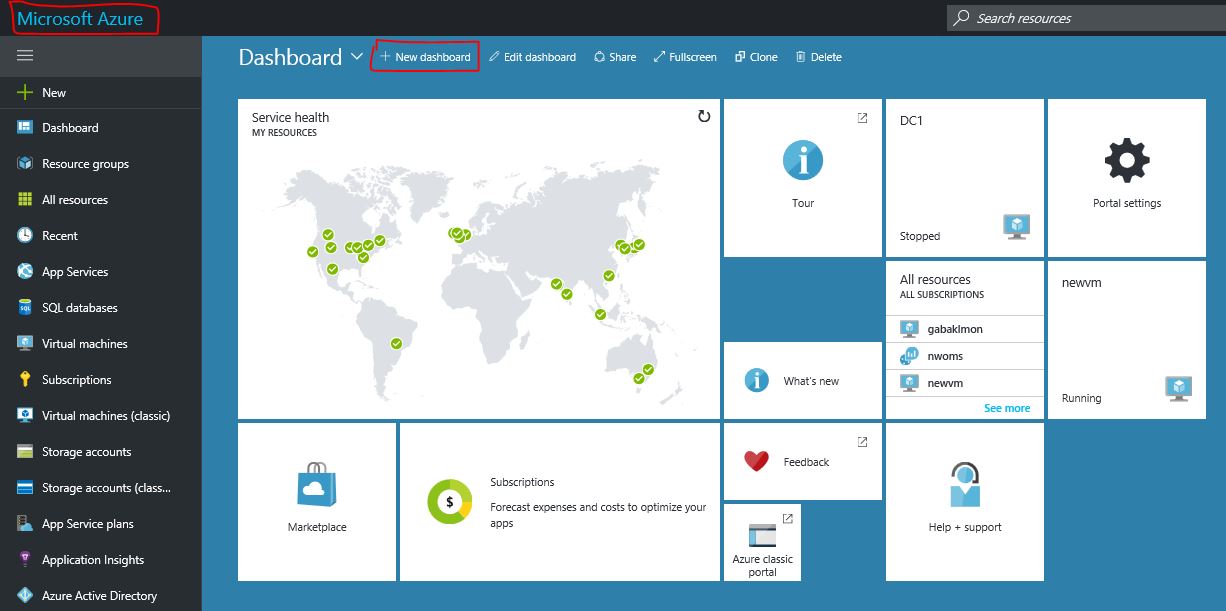 Microsoft Azure
Search resources
New
Dashboard
Resource groups
All resources
Recent
App Services
SQL databases
Virtual machines
Subscriptions
Virtual machines (classic)
Storage accounts
Storage accounts (class...
App Service plans
Application Insights
Azure Active Directory
Dashboard
New dashboard
Edit dashboard
Share
Fullscreen
Clone
Delete
Service health
MY RESOURCES
Tour
DC1
Stopped
Portal settings
What's new
All resources
ALL SUBSCRIPTIONS
gabaklmon
nwoms
newvm
See more
newvm
Running
Marketplace
$
Subscriptions
Forecast expenses and costs to optimize your
apps
Feedback
Azure classic
portal
Help + support